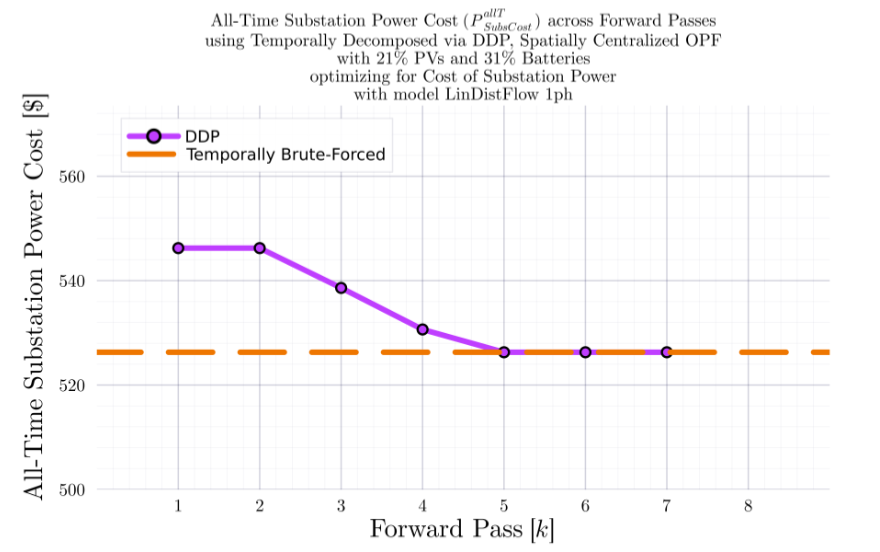 All-Time Substation Power Cost (P^{allT}_{SubsCost}) across Forward Passes
using Temporally Decomposed via DDP, Spatially Centralized OPF
with 21% PVs and 31% Batteries
optimizing for Cost of Substation Power
with model LinDistFlow 1ph
All-Time Substation Power Cost [$]
DDP
Temporally Brute-Forced
560
540
520
500
1 2 3 4 5 6 7 8
Forward Pass [k]